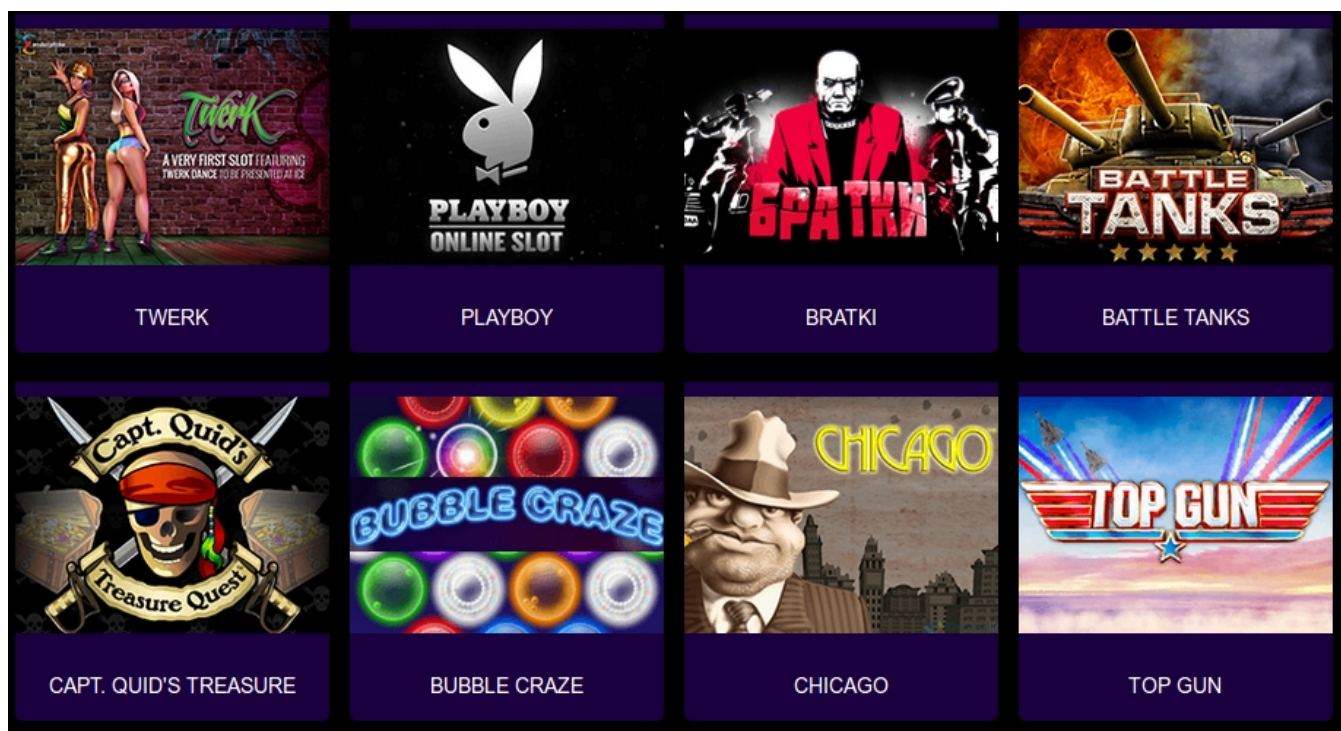 TWERK
A VERY FIRST SLOT FEATURING
TWERK DANCE TO BE PRESENTED AT ICE
TWERK
PLAYBOY
ONLINE SLOT
PLAYBOY
БРАТКИ
BRATKI
BATTLE
TANKS
BATTLE TANKS
Capt. Quid's
Treasure Quest
CAPT. QUID'S TREASURE
BUBBLE CRAZE
BUBBLE CRAZE
CHICAGO
CHICAGO
TOP GUN
TOP GUN